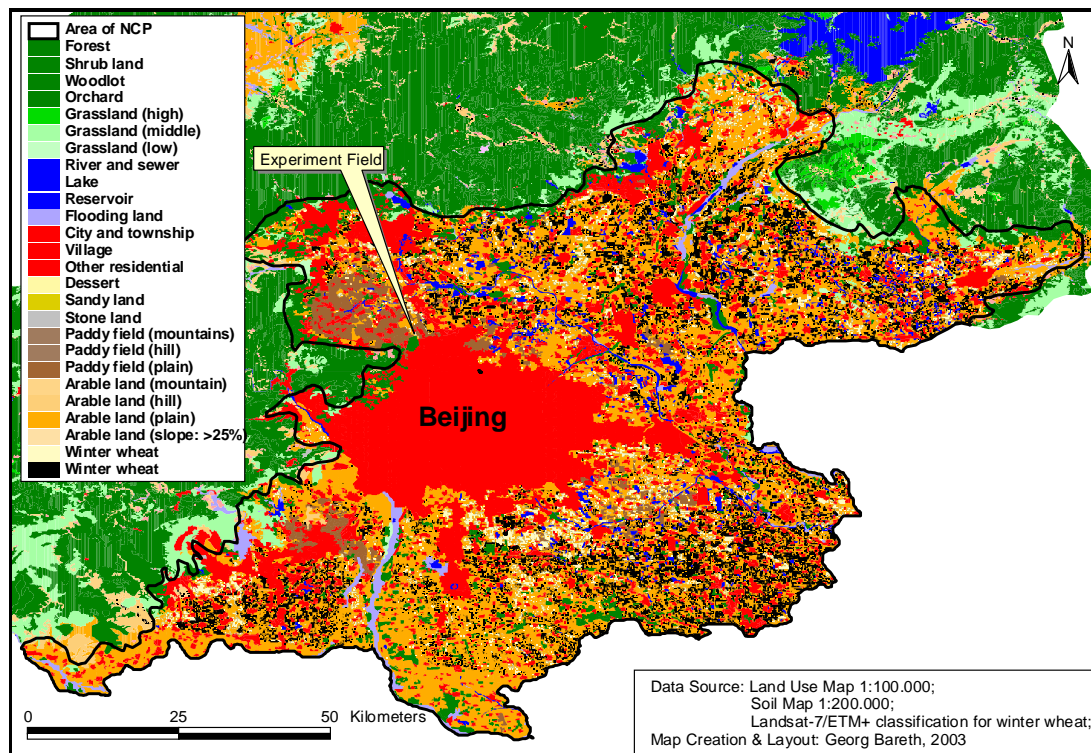 Area of NCP
Forest
Shrub land
Woodlot
Orchard
Grassland (high)
Grassland (middle)
Grassland (low)
River and sewer
Lake
Reservoir
Flooding land
City and township
Village
Other residential
Dessert
Sandy land
Stone land
Paddy field (mountains)
Paddy field (hill)
Paddy field (plain)
Arable land (mountain)
Arable land (hill)
Arable land (plain)
Arable land (slope: >25%)
Winter wheat
Winter wheat
Experiment Field
N
Beijing
0 25 50 Kilometers
Data Source: Land Use Map 1:100.000;
Soil Map 1:200.000;
Landsat-7/ETM+ classification for winter wheat;
Map Creation & Layout: Georg Bareth, 2003